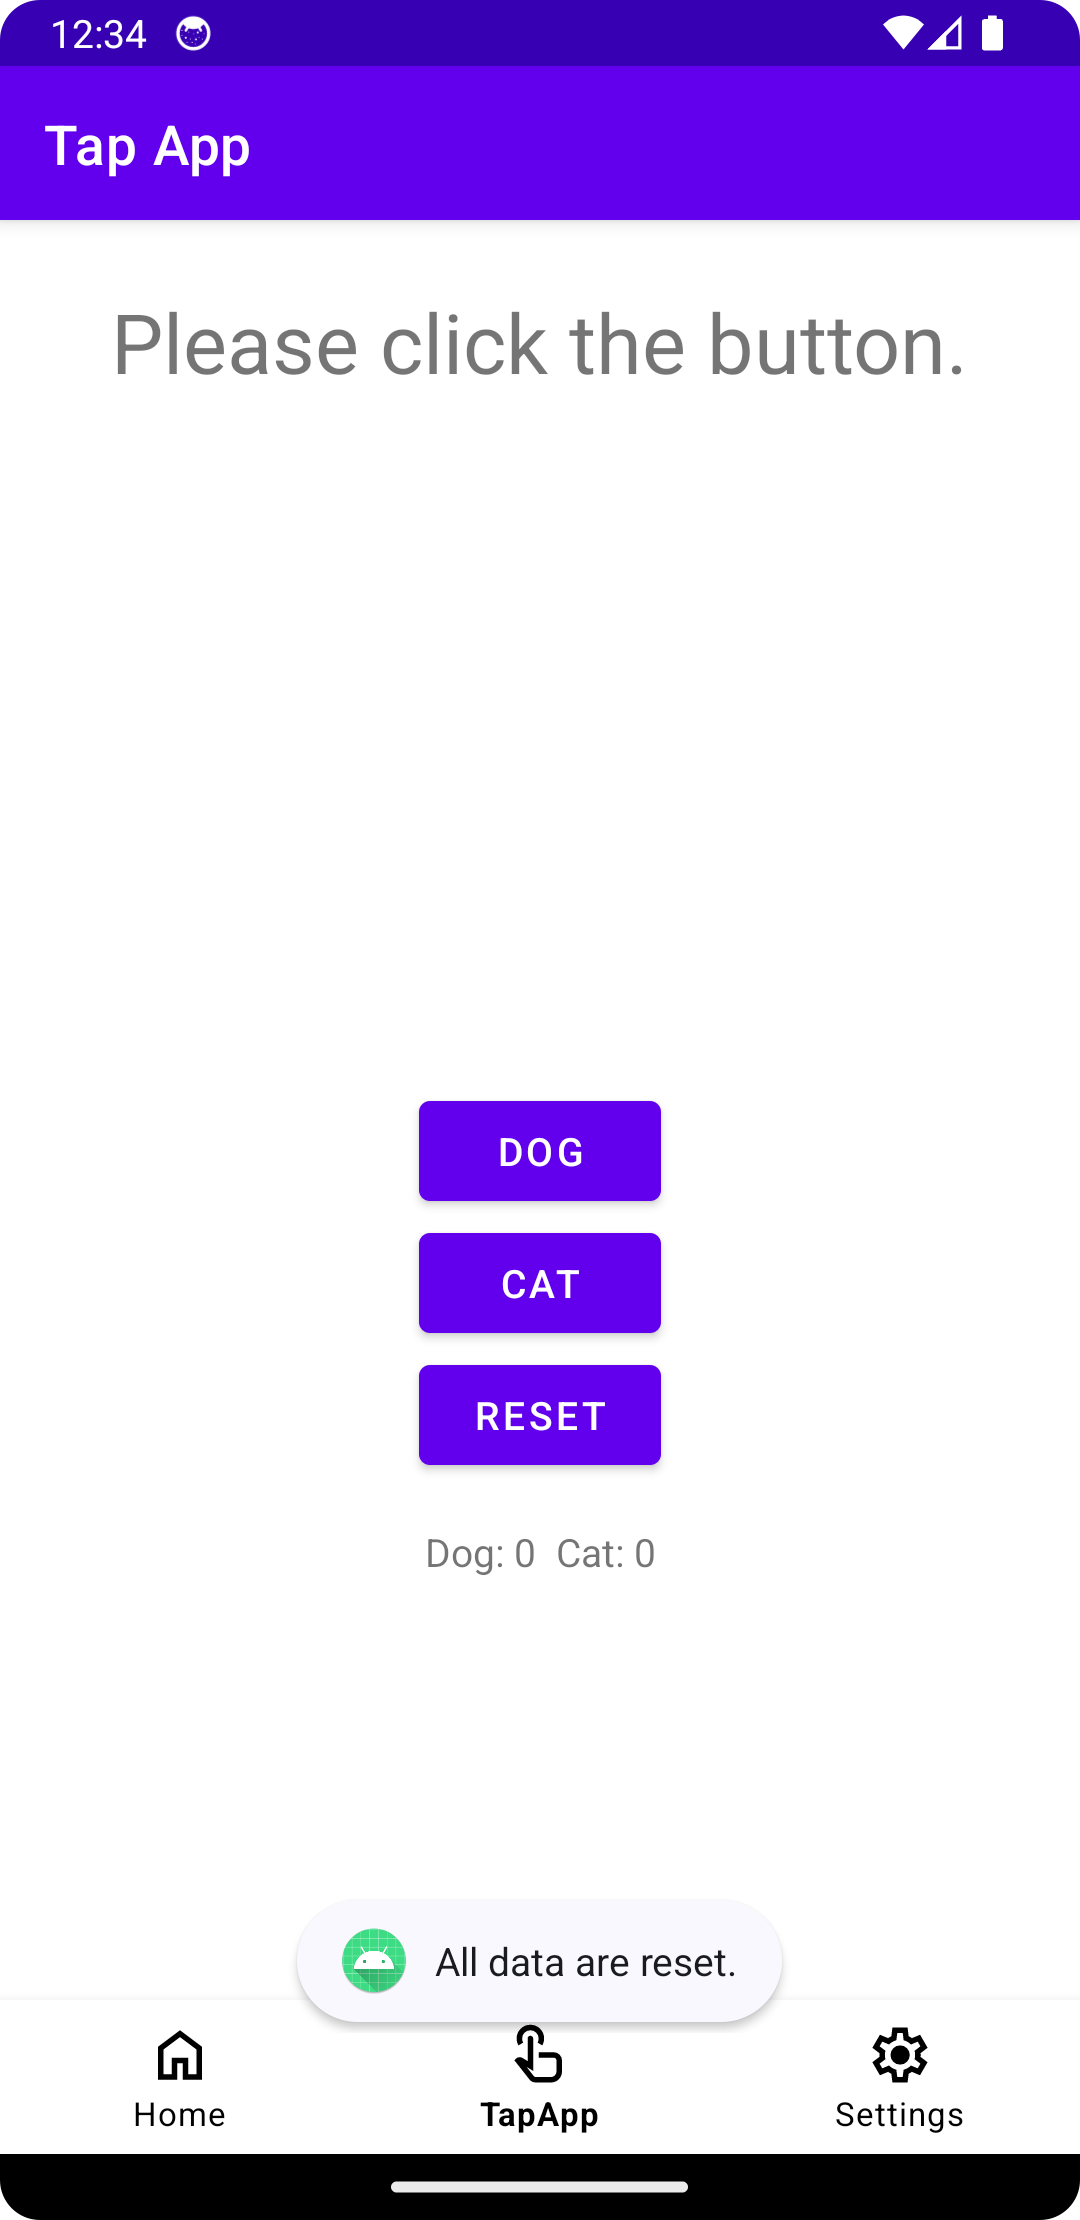 12:34
Tap App
Please click the button.
DOG
CAT
RESET
Dog: 0  Cat: 0
All data are reset.
Home
TapApp
Settings